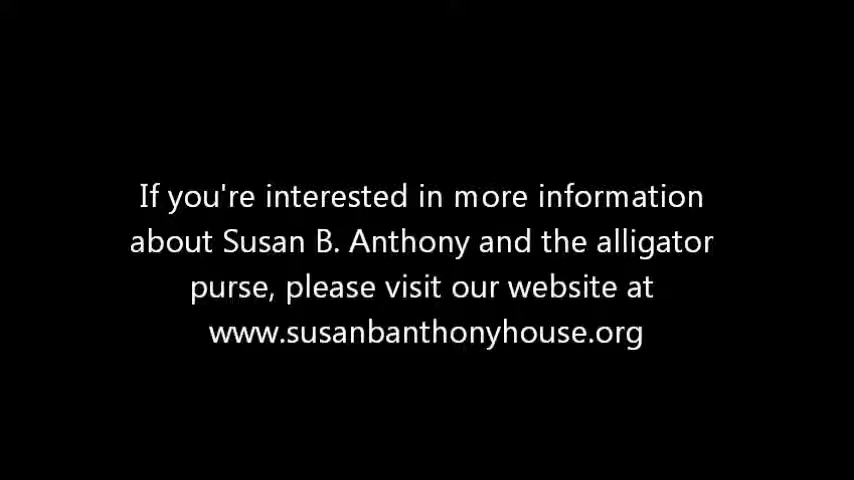 If you're interested in more information
about Susan B. Anthony and the alligator
purse, please visit our website at
www.susanbanthonyhouse.org